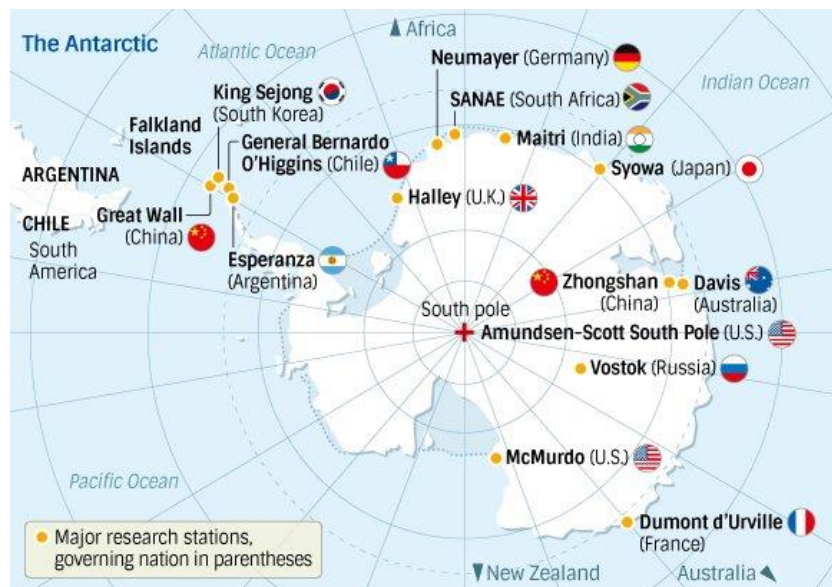 The Antarctic
Atlantic Ocean
Africa
Neumayer (Germany)
Indian Ocean
King Sejong
(South Korea)
SANAE (South Africa)
Falkland
Islands
General Bernardo
O'Higgins (Chile)
Maitri (India)
ARGENTINA
Syowa (Japan)
Halley (U.K.)
CHILE
South
America
Great Wall
(China)
Esperanza
(Argentina)
Zhongshan
(China)
Davis
(Australia)
South pole
Amundsen-Scott South Pole (U.S.)
Vostok (Russia)
McMurdo (U.S.)
Pacific Ocean
Dumont d'Urville
(France)
Major research stations,
governing nation in parentheses
New Zealand
Australia